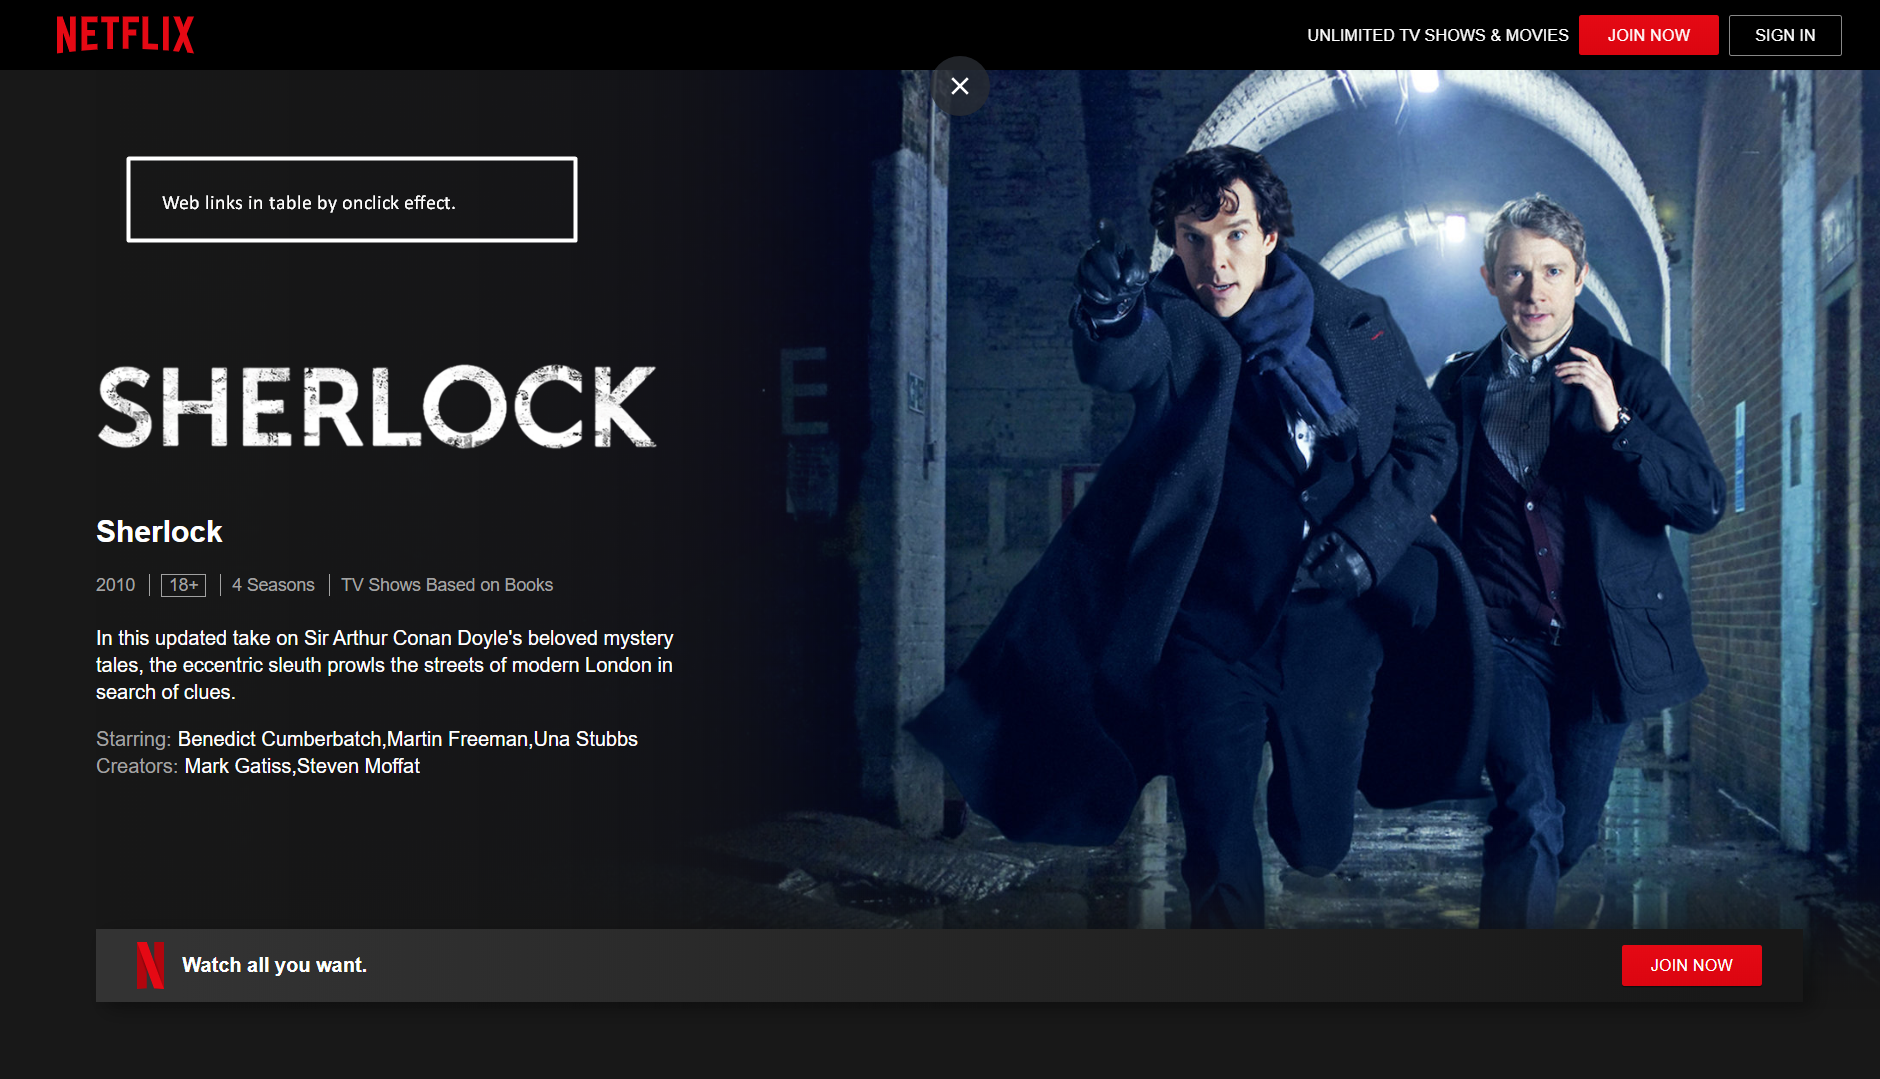 NETFLIX
UNLIMITED TV SHOWS & MOVIES
JOIN NOW
SIGN IN
Web links in table by onclick effect.
E
SHERLOCK
Sherlock
2010 | 18+ | 4 Seasons | TV Shows Based on Books
In this updated take on Sir Arthur Conan Doyle's beloved mystery
tales, the eccentric sleuth prowls the streets of modern London in
search of clues.
Starring: Benedict Cumberbatch,Martin Freeman,Una Stubbs
Creators: Mark Gatiss,Steven Moffat
N
Watch all you want.
JOIN NOW